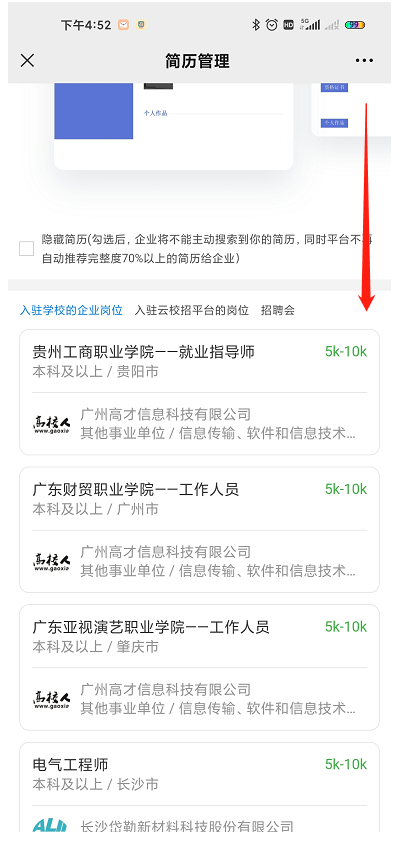 下午4:52
HD
5G
99
简历管理
资格证书
个人作品
个人作品
隐藏简历(勾选后，企业将不能主动搜索到你的简历，同时平台不再
自动推荐完整度70%以上的简历给企业)
入驻学校的企业岗位 入驻云校招平台的岗位 招聘会
贵州工商职业学院——就业指导师 5k-10k
本科及以上 / 贵阳市
高校人
www.gaoxia
广州高才信息科技有限公司
其他事业单位 / 信息传输、软件和信息技术...
广东财贸职业学院——工作人员 5k-10k
本科及以上 / 广州市
高校人
www.gaoxia
广州高才信息科技有限公司
其他事业单位 / 信息传输、软件和信息技术...
广东亚视演艺职业学院——工作人员 5k-10k
本科及以上 / 肇庆市
高校人
www.gaoxia
广州高才信息科技有限公司
其他事业单位 / 信息传输、软件和信息技术...
电气工程师 5k-10k
本科及以上 / 长沙市
长沙岱勒新材料科技股份有限公司